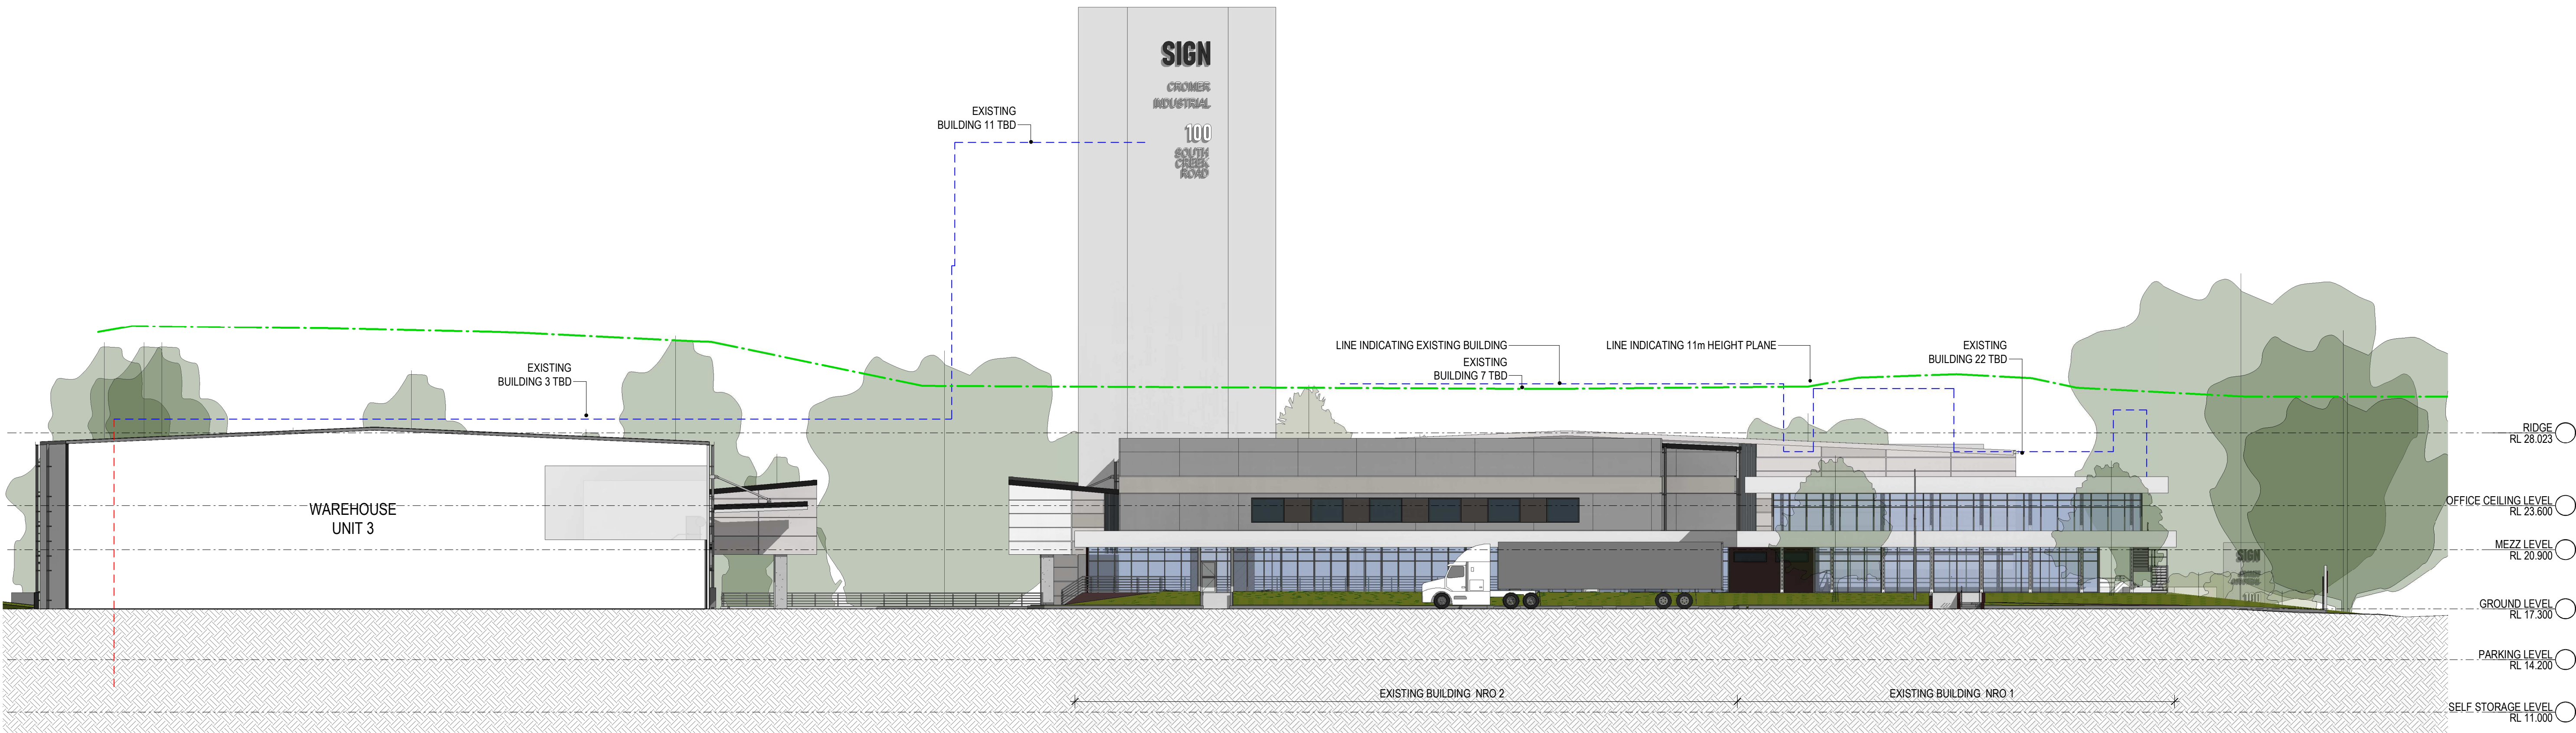 SIGN
CROMER
INDUSTRIAL
100
SOUTH
CREEK
ROAD
EXISTING
BUILDING 11 TBD
EXISTING
BUILDING 3 TBD
LINE INDICATING EXISTING BUILDING
EXISTING
BUILDING 7 TBD
LINE INDICATING 11m HEIGHT PLANE
EXISTING
BUILDING 22 TBD
WAREHOUSE
UNIT 3
RIDGE
RL 28.023
OFFICE CEILING LEVEL
RL 23.600
MEZZ LEVEL
RL 20.900
SIGN
GROUND LEVEL
RL 17.300
PARKING LEVEL
RL 14.200
EXISTING BUILDING NRO 2
EXISTING BUILDING NRO 1
SELF STORAGE LEVEL
RL 11.000